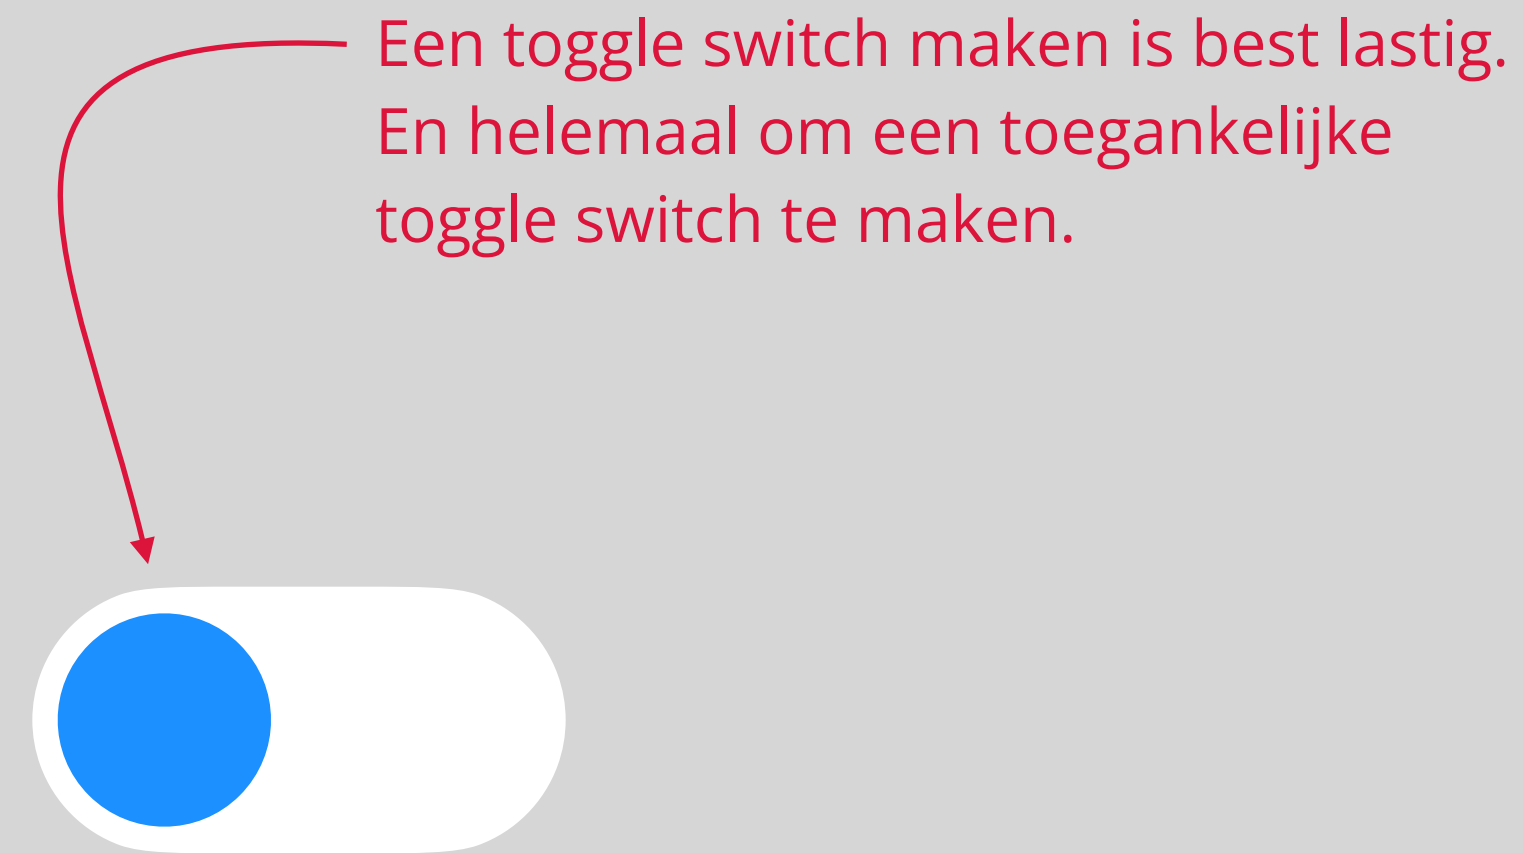 Een toggle switch maken is best lastig.
En helemaal om een toegankelijke
toggle switch te maken.